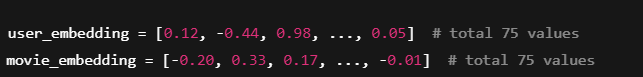 user_embedding = [0.12, -0.44, 0.98, ..., 0.05]  # total 75 values
movie_embedding = [-0.20, 0.33, 0.17, ..., -0.01]  # total 75 values